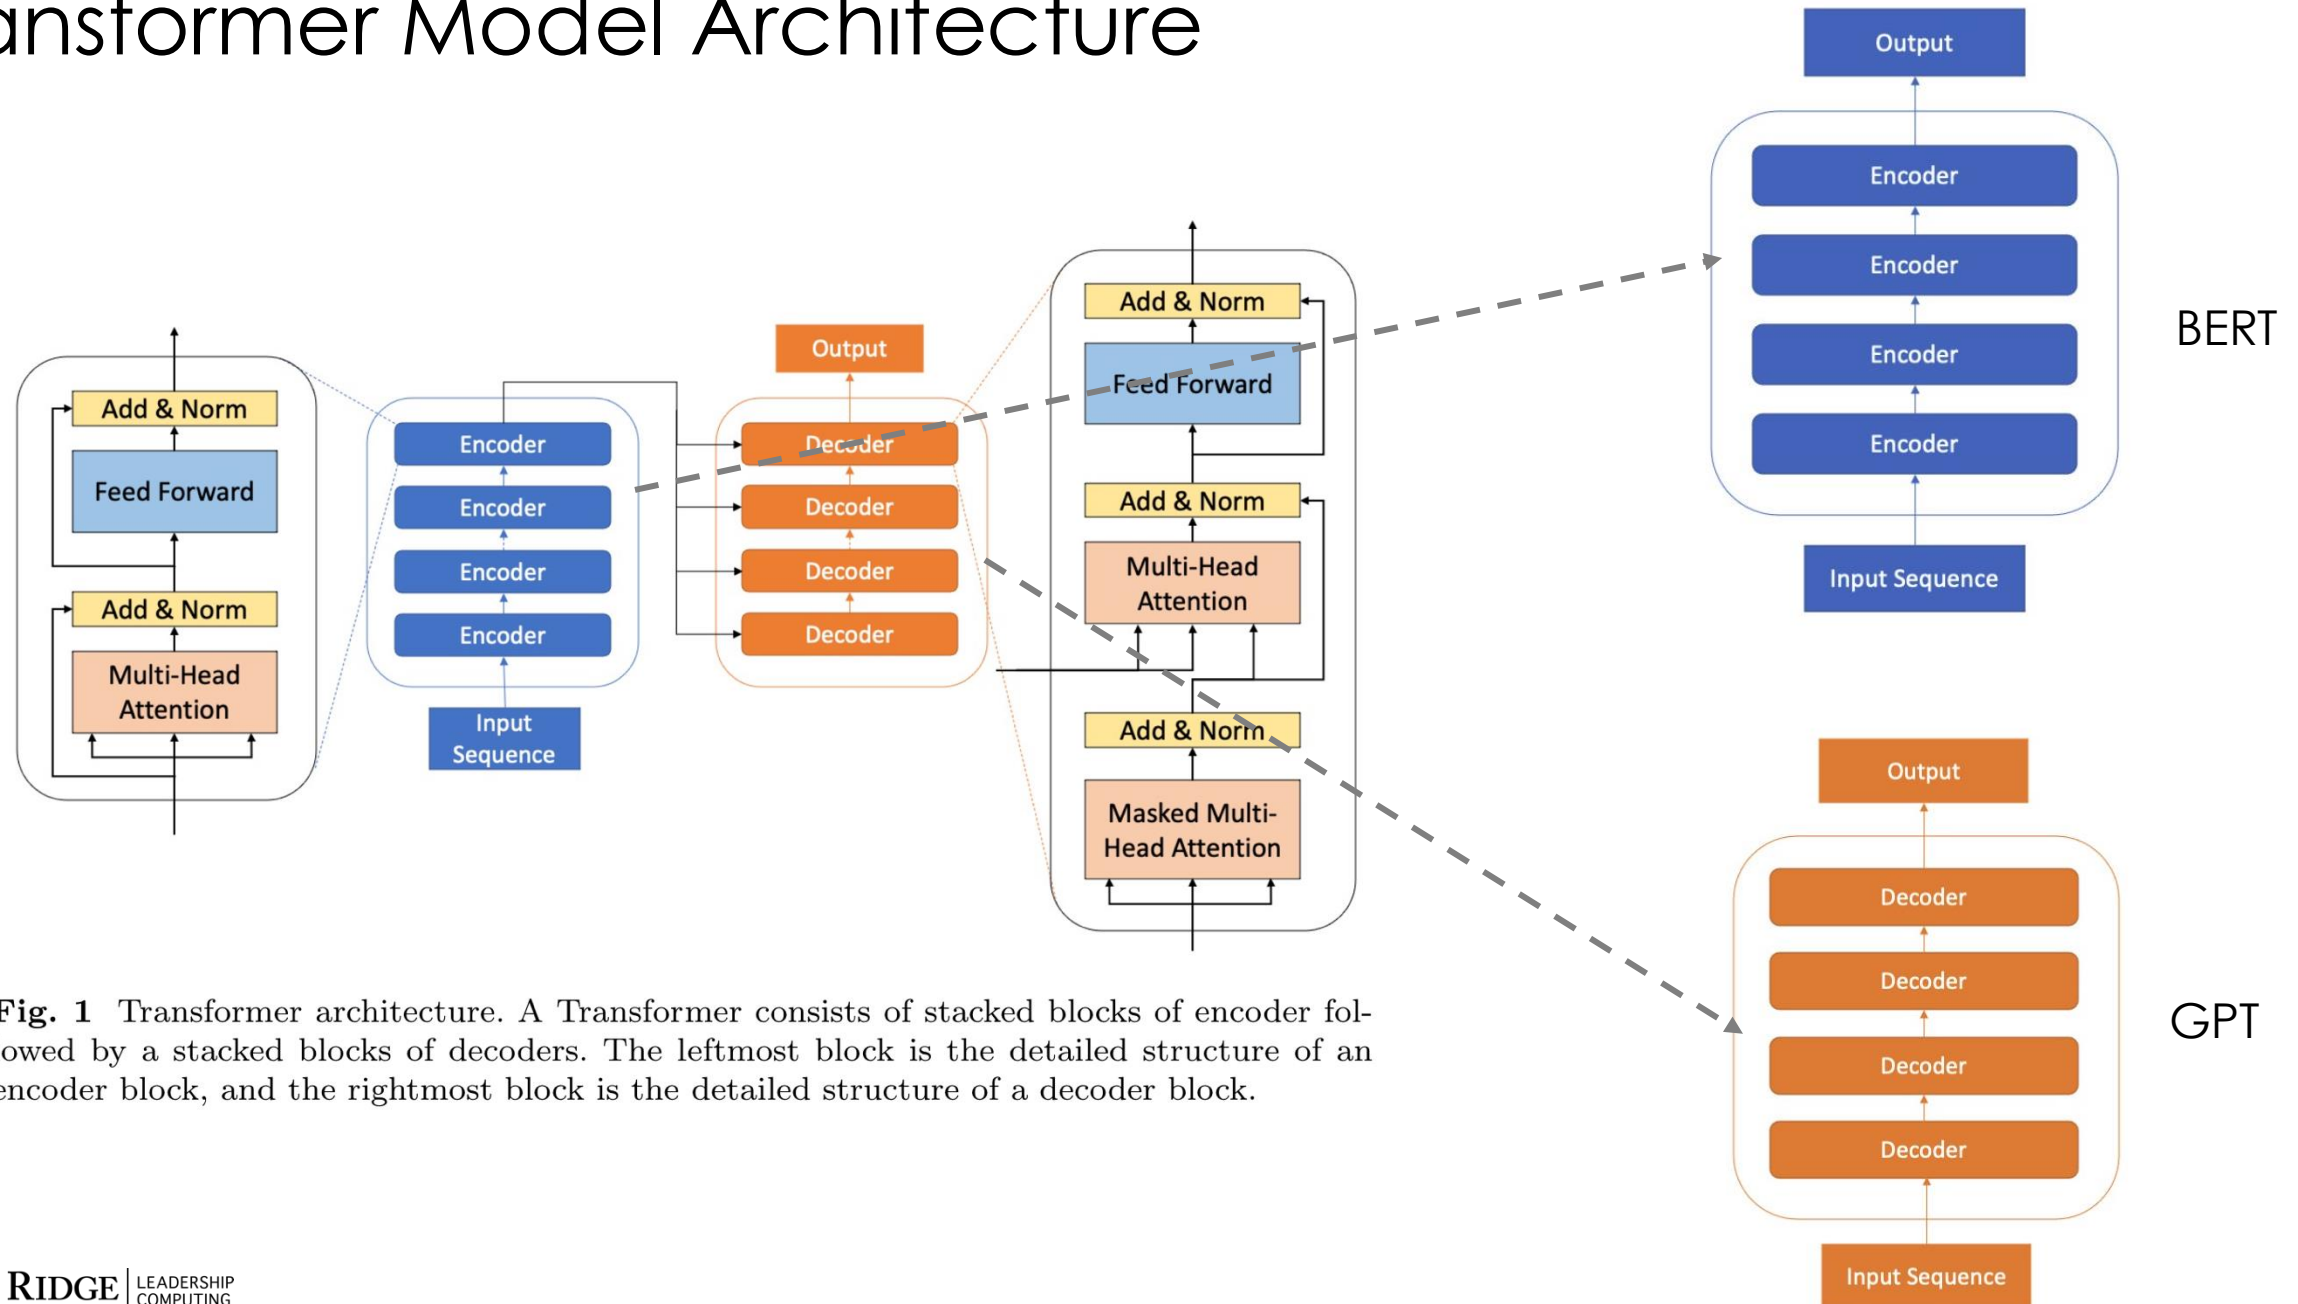 ansformer Model Architecture
Add & Norm
Feed Forward
Add & Norm
Multi-Head
Attention
Encoder
Encoder
Encoder
Encoder
Input
Sequence
Output
Decoder
Decoder
Decoder
Decoder
Add & Norm
Feed Forward
Add & Norm
Multi-Head
Attention
Add & Norm
Masked Multi-
Head Attention
Fig. 1 Transformer architecture. A Transformer consists of stacked blocks of encoder fol-
lowed by a stacked blocks of decoders. The leftmost block is the detailed structure of an
encoder block, and the rightmost block is the detailed structure of a decoder block.
Output
Encoder
Encoder
Encoder
Encoder
Input Sequence
BERT
Output
Decoder
Decoder
Decoder
Decoder
Input Sequence
GPT
RIDGE
LEADERSHIP
COMPUTING